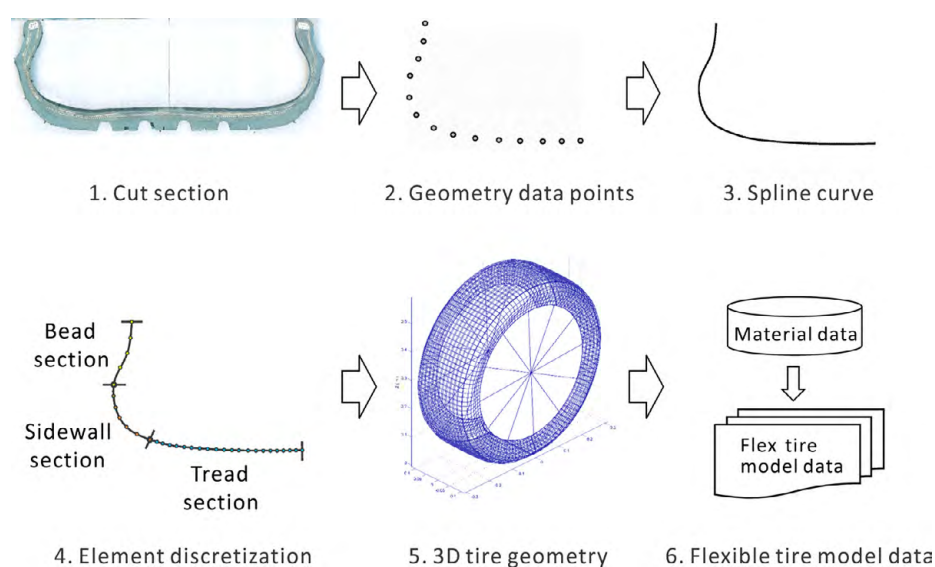 1. Cut section
2. Geometry data points
3. Spline curve
Bead
section
Sidewall
section
Tread
section
Material data
Flex tire
model data
4. Element discretization
5. 3D tire geometry
6. Flexible tire model data